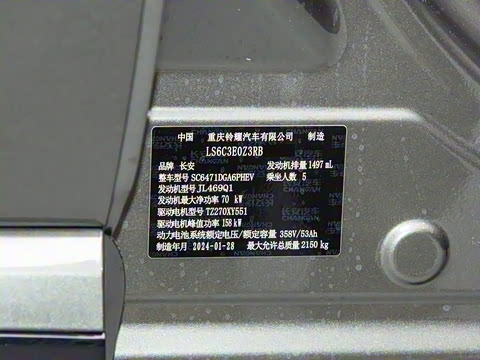 中国 重庆铃耀汽车有限公司 制造
LS6C3E0Z3RB
品牌 长安 发动机排量 1497 mL
整车型号 SC6471DGA6PHEV 乘坐人数 5
发动机型号 JL469Q1
发动机最大净功率 70 kW
驱动电机型号 TZ270XY551
驱动电机峰值功率 158 kW
动力电池系统额定电压/额定容量 358V/53Ah
制造年月 2024-01-28 最大允许总质量 2150 kg